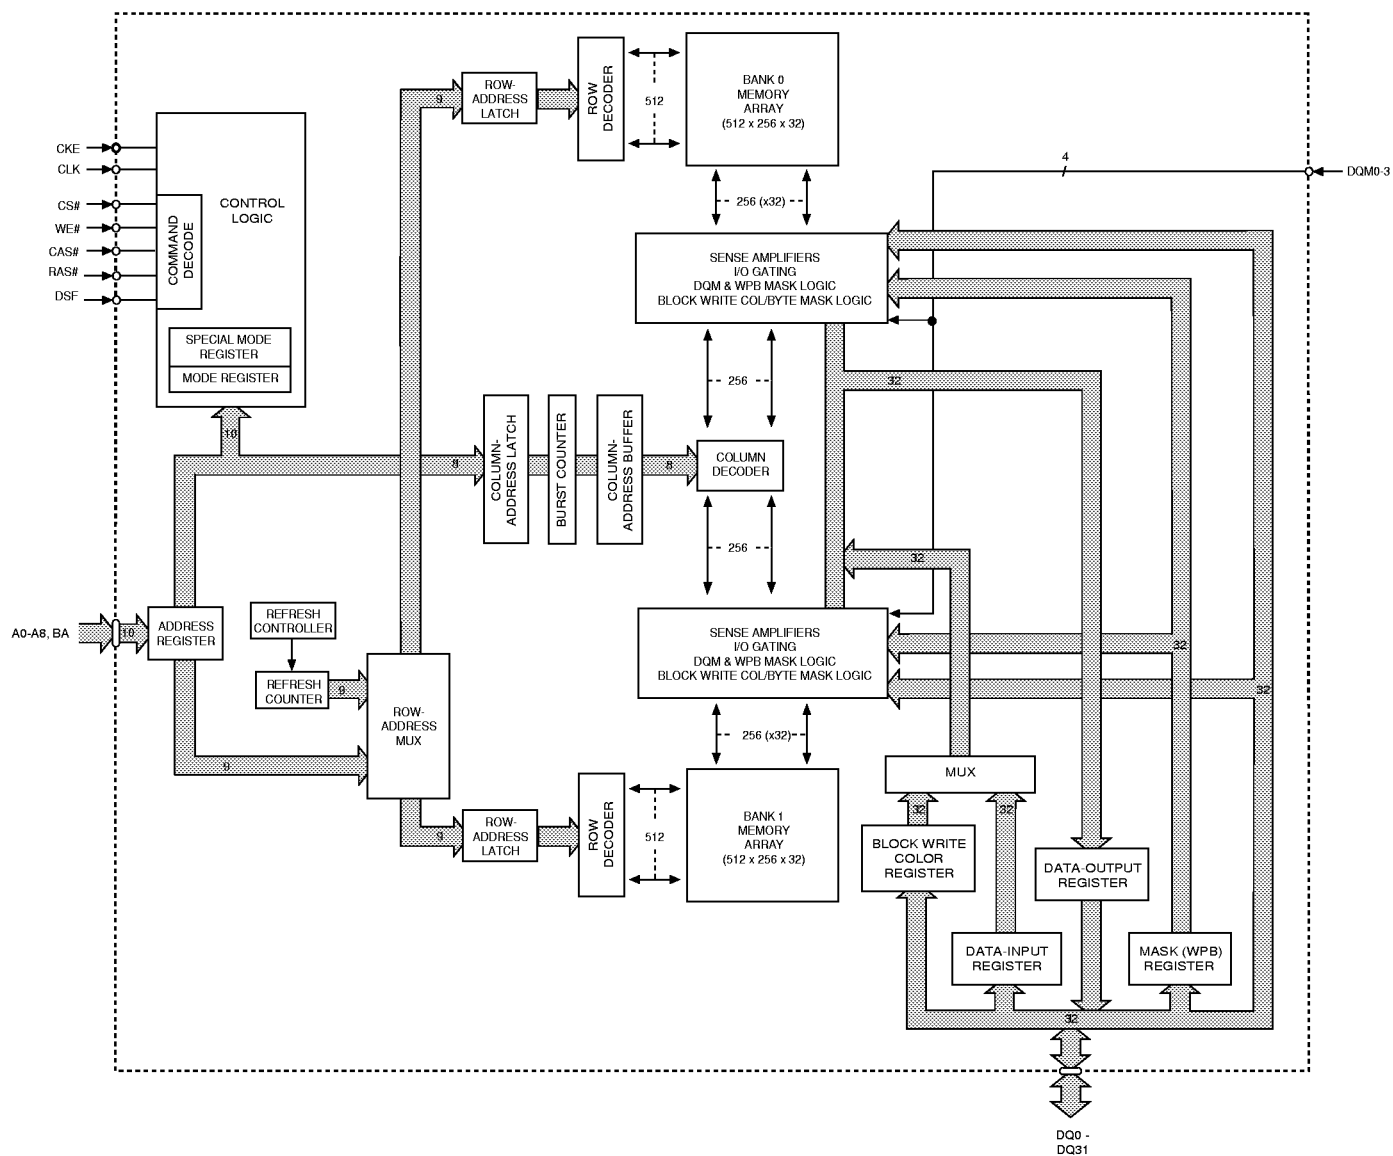 ROW-
ADDRESS
LATCH
9
ROW
DECODER
512
BANK 0
MEMORY
ARRAY
(512 x 256 x 32)
CKE
CLK
CS#
WE#
CAS#
RAS#
DSF
CONTROL
LOGIC
COMMAND
DECODE
SPECIAL MODE
REGISTER
MODE REGISTER
10
256 (x32)
4
DQM0-3
SENSE AMPLIFIERS
I/O GATING
DQM & WPB MASK LOGIC
BLOCK WRITE COL/BYTE MASK LOGIC
256
32
8
COLUMN-
ADDRESS LATCH
BURST COUNTER
COLUMN-
ADDRESS BUFFER
8
COLUMN
DECODER
256
32
A0-A8, BA
10
ADDRESS
REGISTER
REFRESH
CONTROLLER
REFRESH
COUNTER
9
ROW-
ADDRESS
MUX
9
SENSE AMPLIFIERS
I/O GATING
DQM & WPB MASK LOGIC
BLOCK WRITE COL/BYTE MASK LOGIC
32
32
256 (x32)
9
ROW-
ADDRESS
LATCH
ROW
DECODER
512
BANK 1
MEMORY
ARRAY
(512 x 256 x 32)
MUX
32
32
BLOCK WRITE
COLOR
REGISTER
DATA-OUTPUT
REGISTER
DATA-INPUT
REGISTER
MASK (WPB)
REGISTER
32
DQ0 -
DQ31